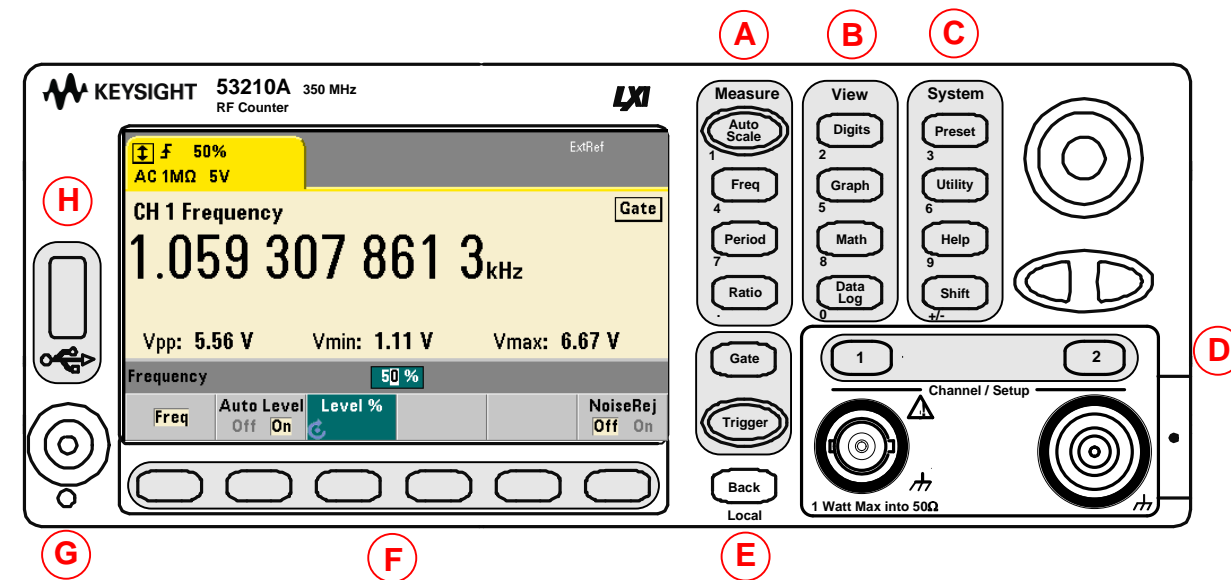 A
B
C
KEYSIGHT 53210A 350 MHz
RF Counter
LXI
Measure
View
System
Auto Scale
1
Digits
2
Preset
3
Freq
4
Graph
5
Utility
6
Period
7
Math
8
Help
9
Ratio
.
Data Log
0
Shift
+/-
50%
AC 1MΩ 5V
ExtRef
CH 1 Frequency
Gate
1.059 307 861 3 kHz
Vpp: 5.56 V Vmin: 1.11 V Vmax: 6.67 V
Frequency 50 %
Freq
Auto Level
Off On
Level %
NoiseRej
Off On
H
Gate
Trigger
Back
Local
1
2
D
Channel / Setup
1 Watt Max into 50Ω
G
F
E